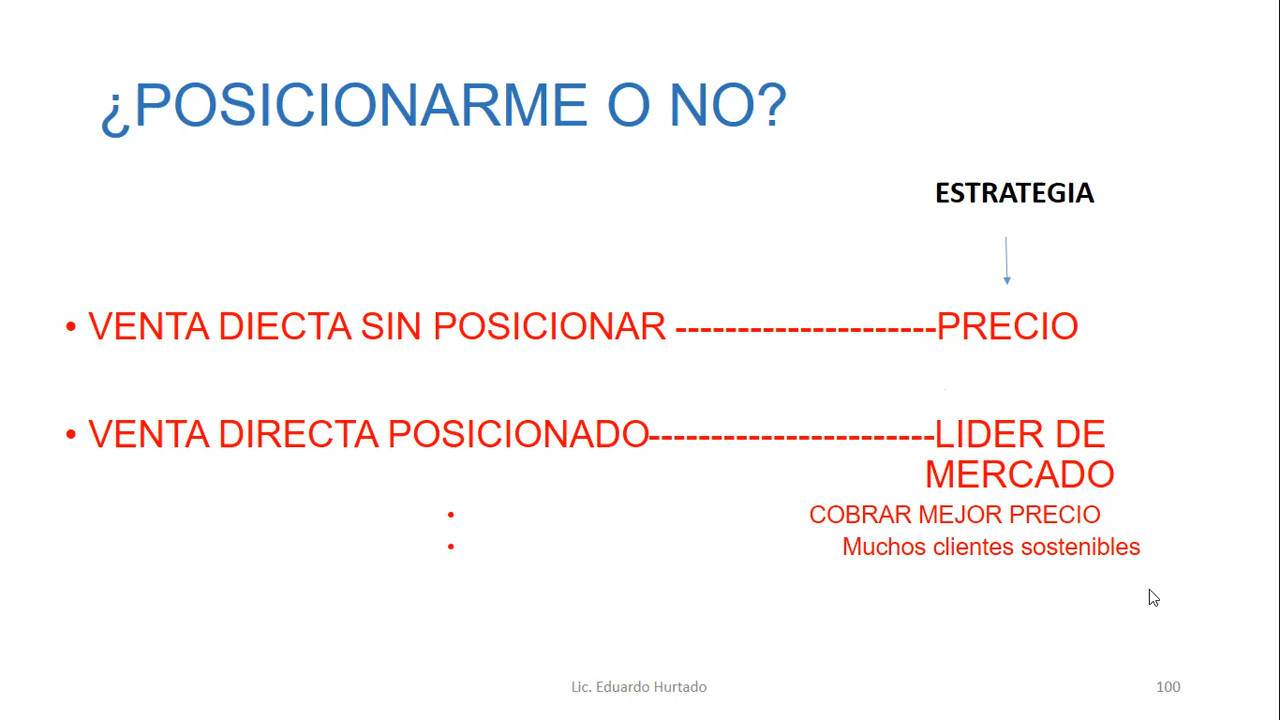 ¿POSICIONARME O NO?
ESTRATEGIA
• VENTA DIECTA SIN POSICIONAR ---------------------PRECIO
• VENTA DIRECTA POSICIONADO-----------------------LIDER DE
MERCADO
• COBRAR MEJOR PRECIO
• Muchos clientes sostenibles
Lic. Eduardo Hurtado
100